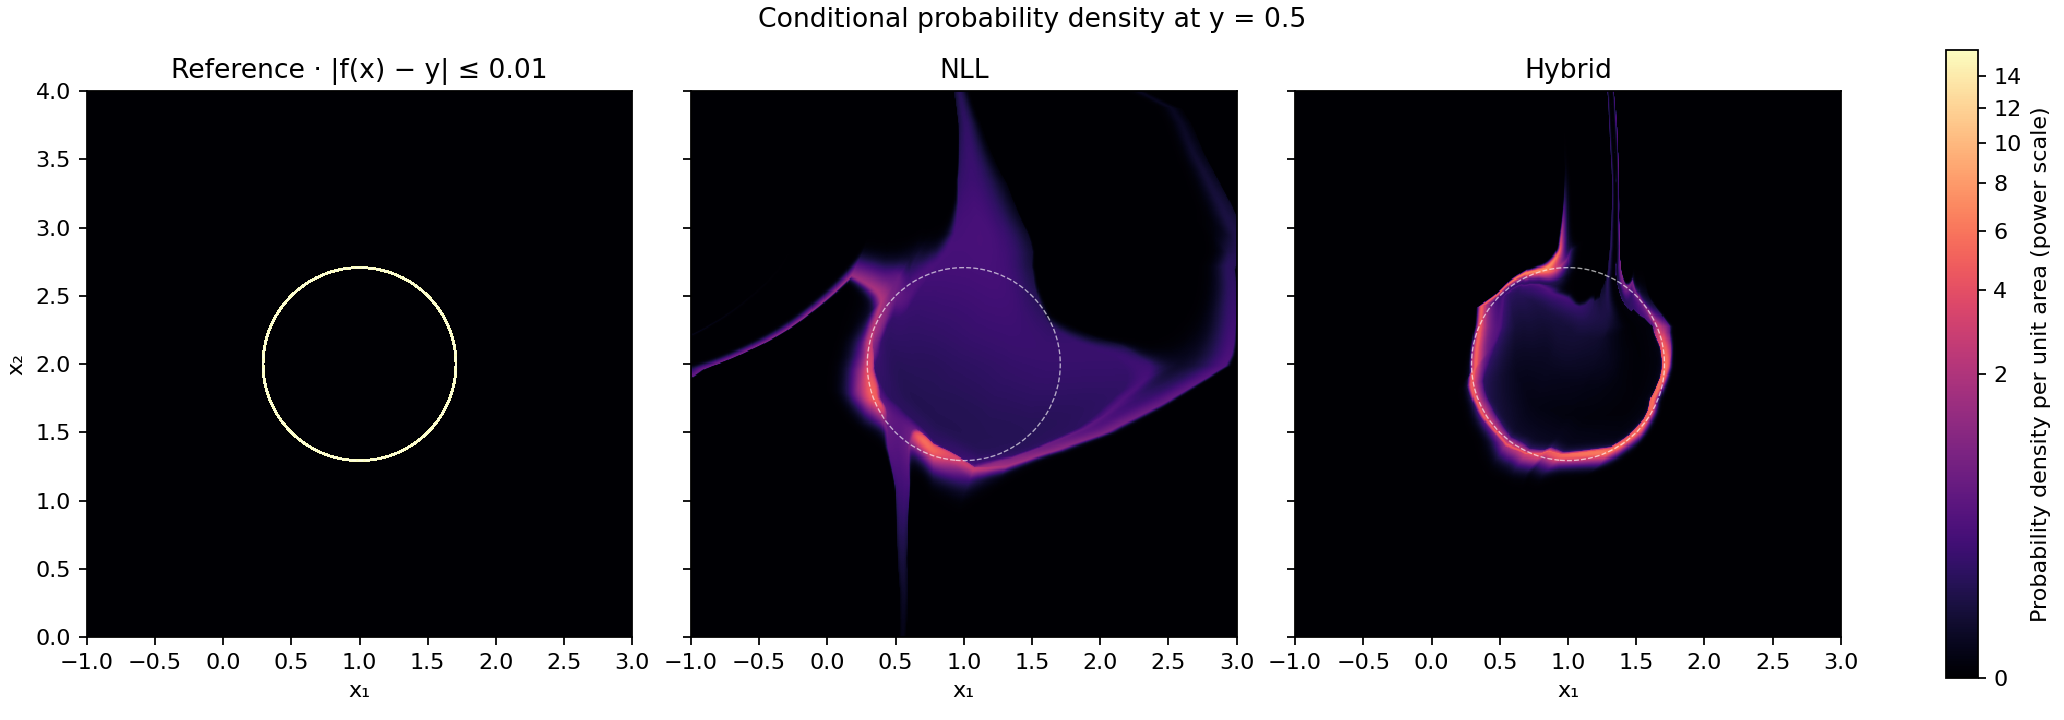 Conditional probability density at y = 0.5
Reference · |f(x) − y| ≤ 0.01
NLL
Hybrid
4.0
3.5
3.0
2.5
2.0
1.5
1.0
0.5
0.0
x₂
−1.0 −0.5 0.0 0.5 1.0 1.5 2.0 2.5 3.0
x₁
−1.0 −0.5 0.0 0.5 1.0 1.5 2.0 2.5 3.0
x₁
−1.0 −0.5 0.0 0.5 1.0 1.5 2.0 2.5 3.0
x₁
14
12
10
8
6
4
2
0
Probability density per unit area (power scale)